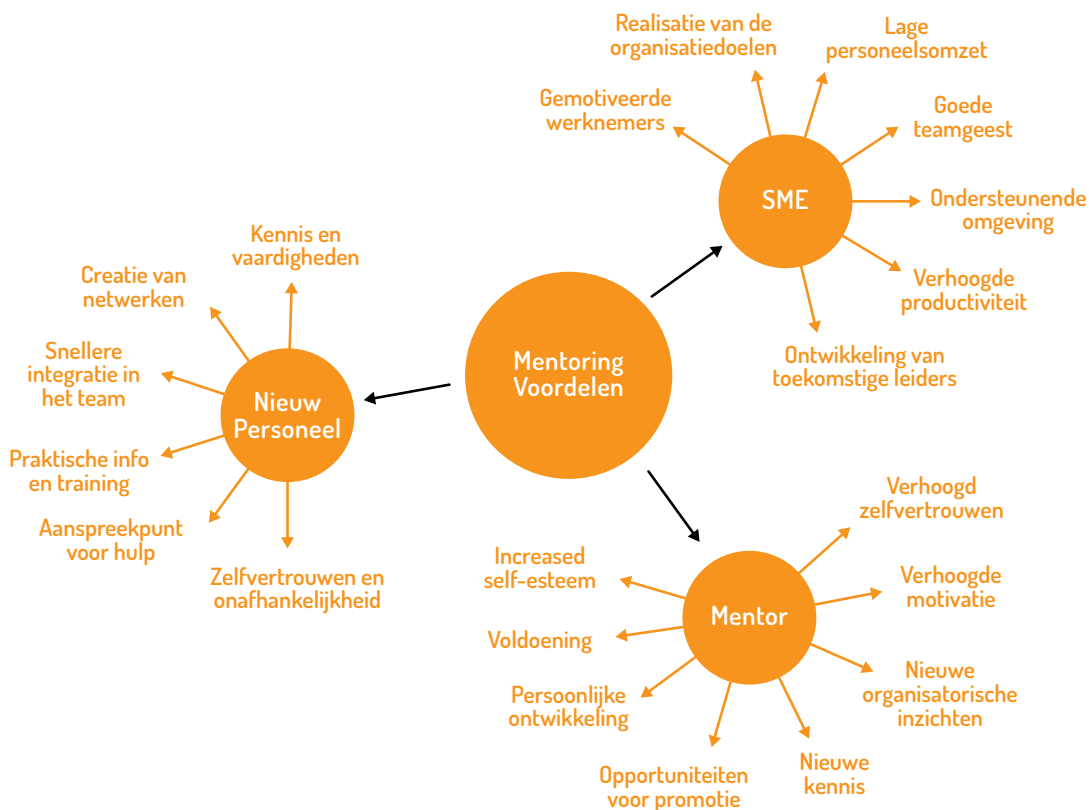 Mentoring
Voordelen
SME
Gemotiveerde
werknemers
Realisatie van de
organisatiedoelen
Lage
personeelsomzet
Goede
teamgeest
Ondersteunende
omgeving
Verhoogde
productiviteit
Ontwikkeling van
toekomstige leiders
Nieuw
Personeel
Kennis en
vaardigheden
Creatie van
netwerken
Snellere
integratie in
het team
Praktische info
en training
Aanspreekpunt
voor hulp
Zelfvertrouwen en
onafhankelijkheid
Mentor
Verhoogd
zelfvertrouwen
Verhoogde
motivatie
Nieuwe
organisatorische
inzichten
Nieuwe
kennis
Opportuniteiten
voor promotie
Persoonlijke
ontwikkeling
Voldoening
Increased
self-esteem